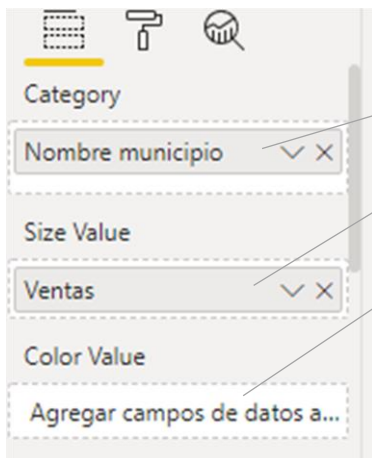 Category
Nombre municipio
Size Value
Ventas
Color Value
Agregar campos de datos a...